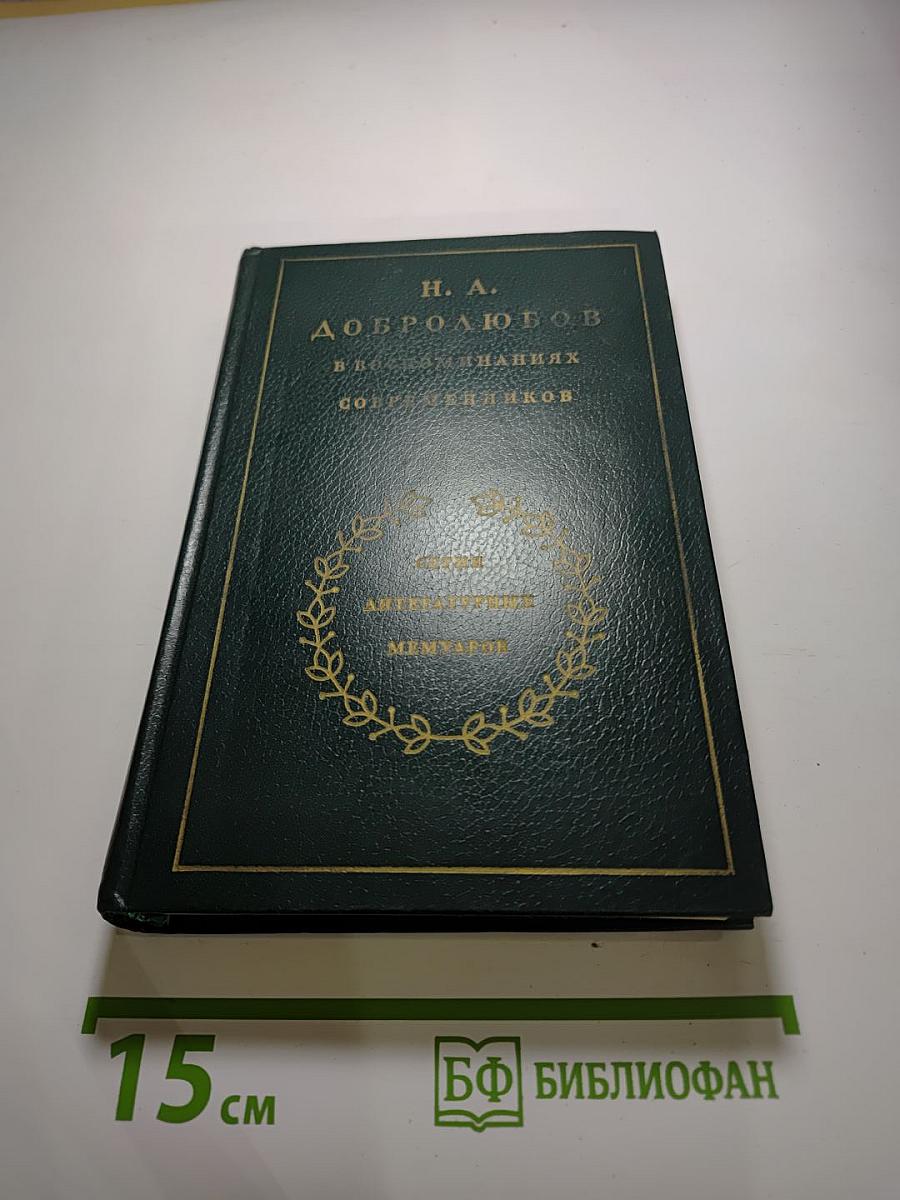 Н. А.
ДОБРОЛЮБОВ
В ВОСПОМИНАНИЯХ
СОВРЕМЕННИКОВ
СЕРИЯ
ЛИТЕРАТУРНЫХ
МЕМУАРОВ
15 см
БФ БИБЛИОФАН